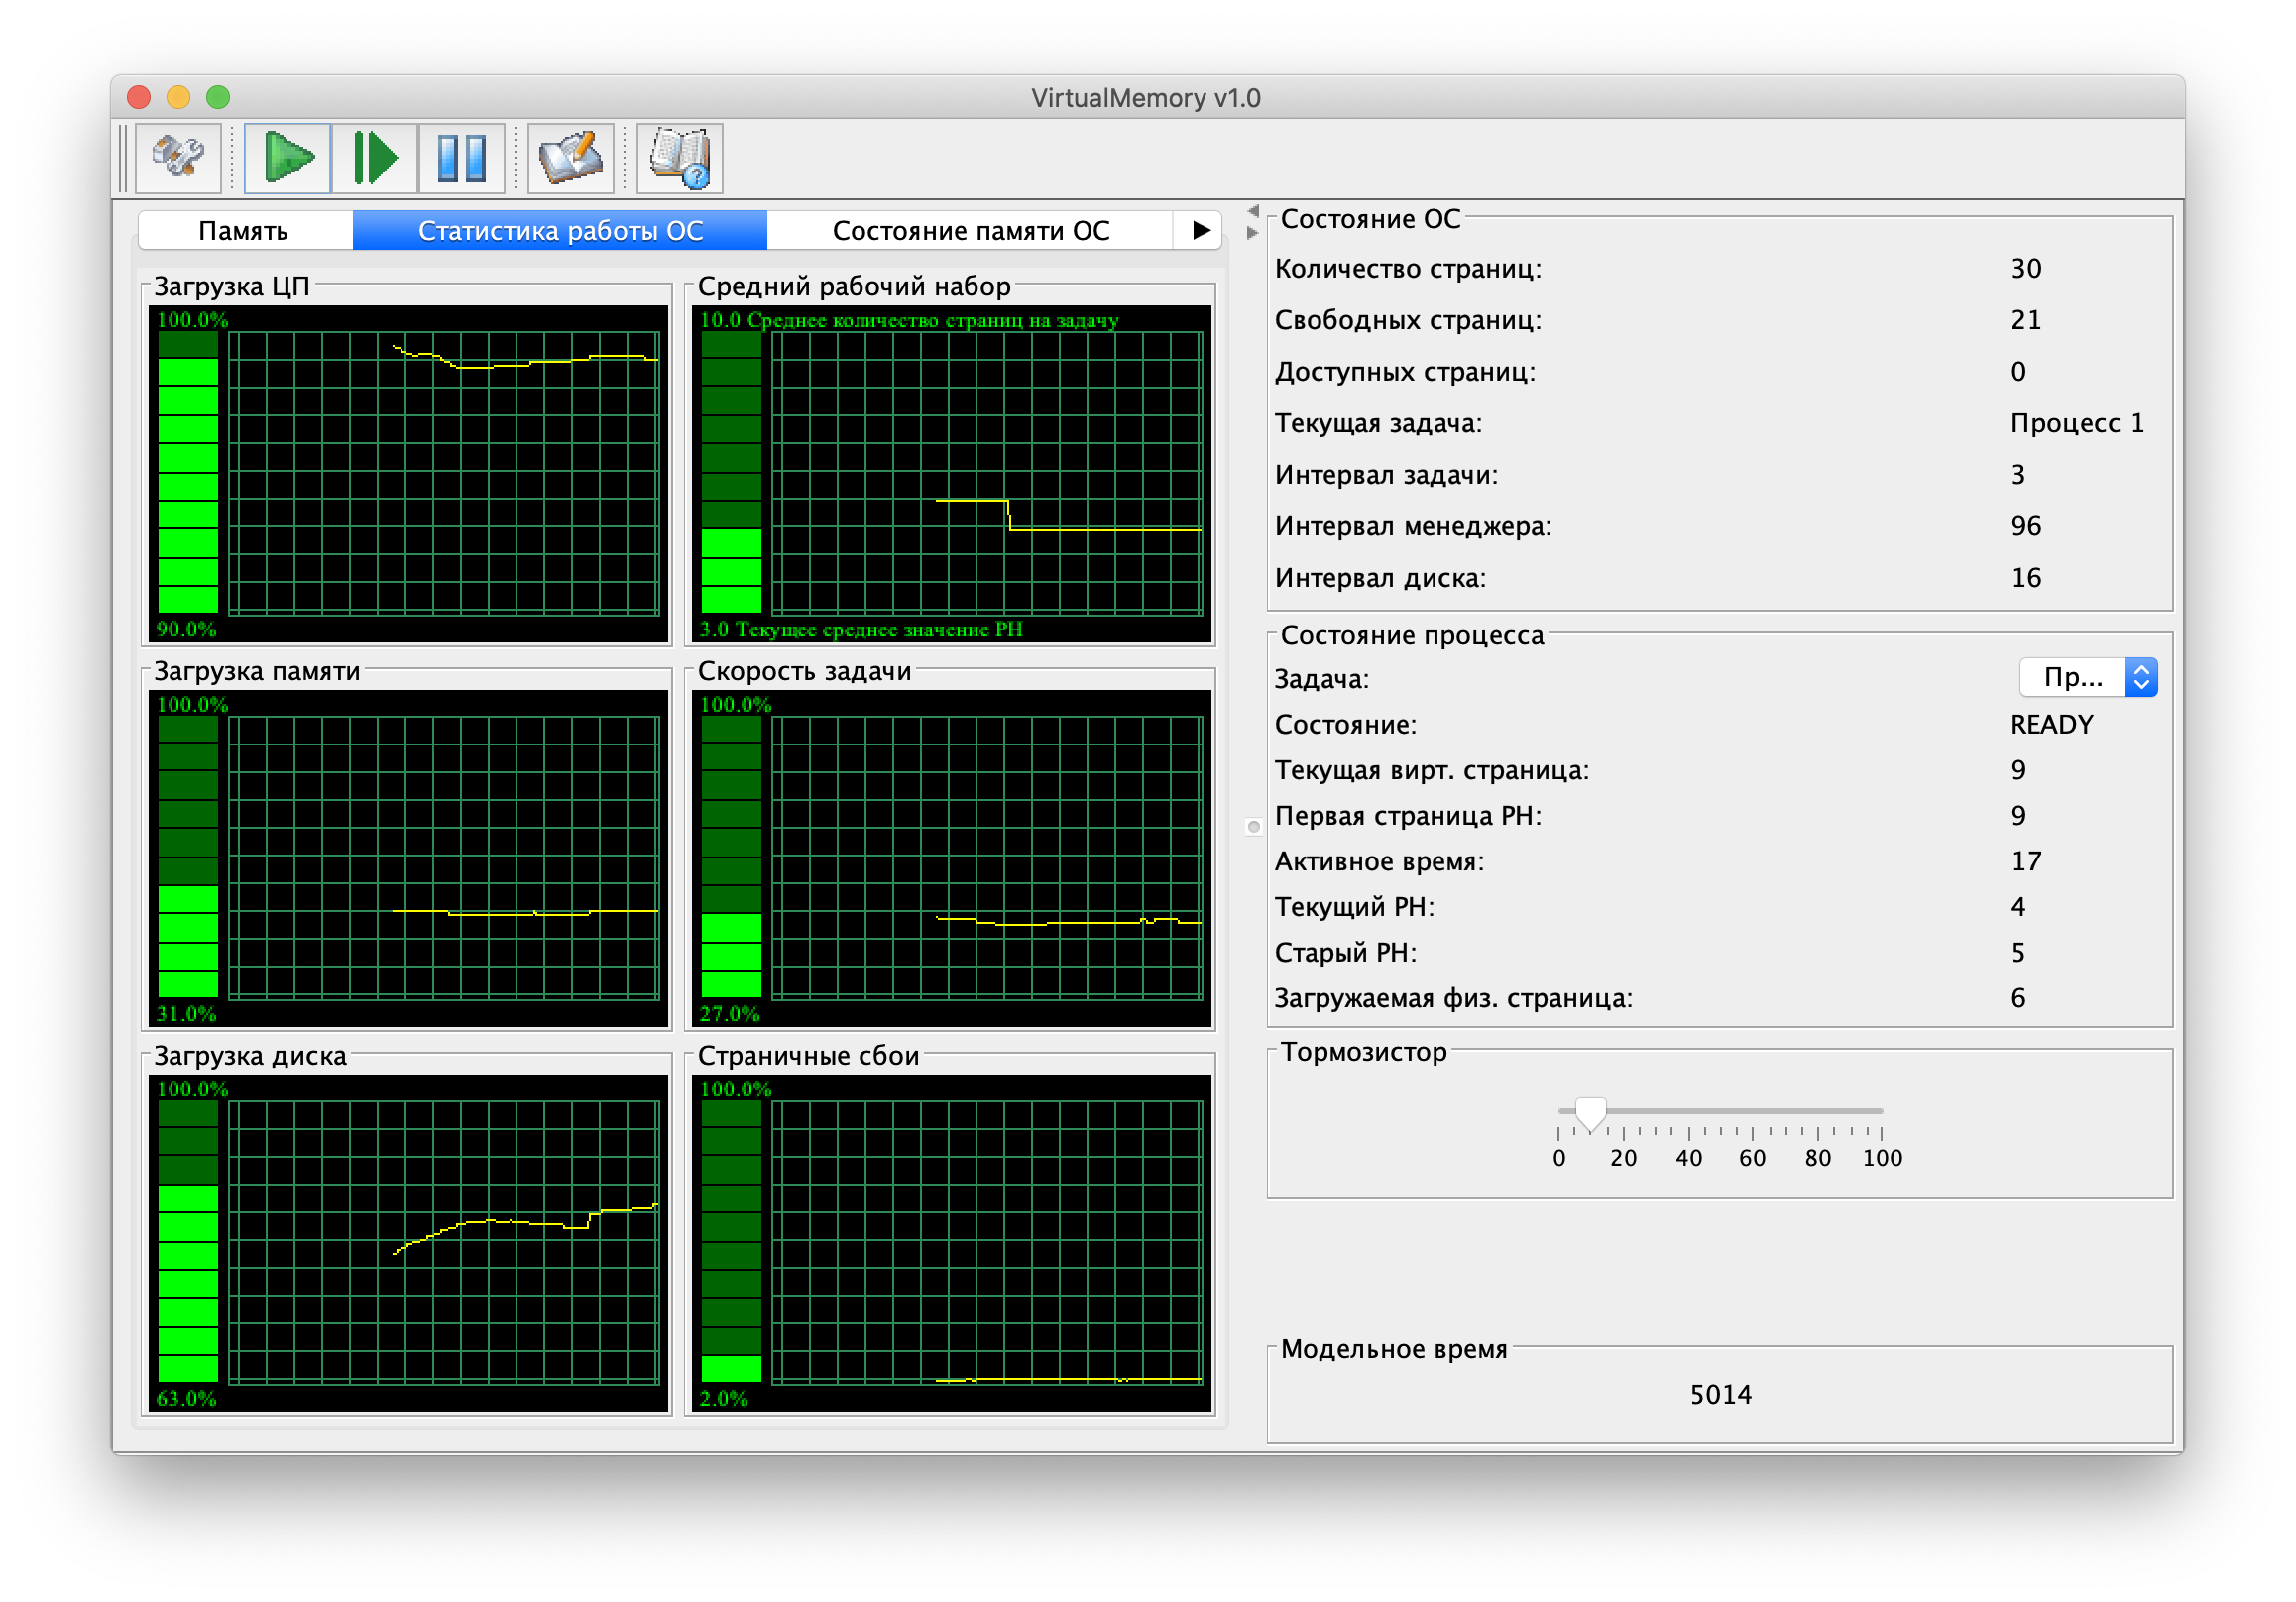 VirtualMemory v1.0
Память
Статистика работы ОС
Состояние памяти ОС
Загрузка ЦП
100.0%
90.0%
Средний рабочий набор
10.0 Среднее количество страниц на задачу
3.0 Текущее среднее значение РН
Загрузка памяти
100.0%
31.0%
Скорость задачи
100.0%
27.0%
Загрузка диска
100.0%
63.0%
Страничные сбои
100.0%
2.0%
Состояние ОС
Количество страниц: 30
Свободных страниц: 21
Доступных страниц: 0
Текущая задача: Процесс 1
Интервал задачи: 3
Интервал менеджера: 96
Интервал диска: 16
Состояние процесса
Задача: Пр...
Состояние: READY
Текущая вирт. страница: 9
Первая страница РН: 9
Активное время: 17
Текущий РН: 4
Старый РН: 5
Загружаемая физ. страница: 6
Тормозистор
0 20 40 60 80 100
Модельное время
5014